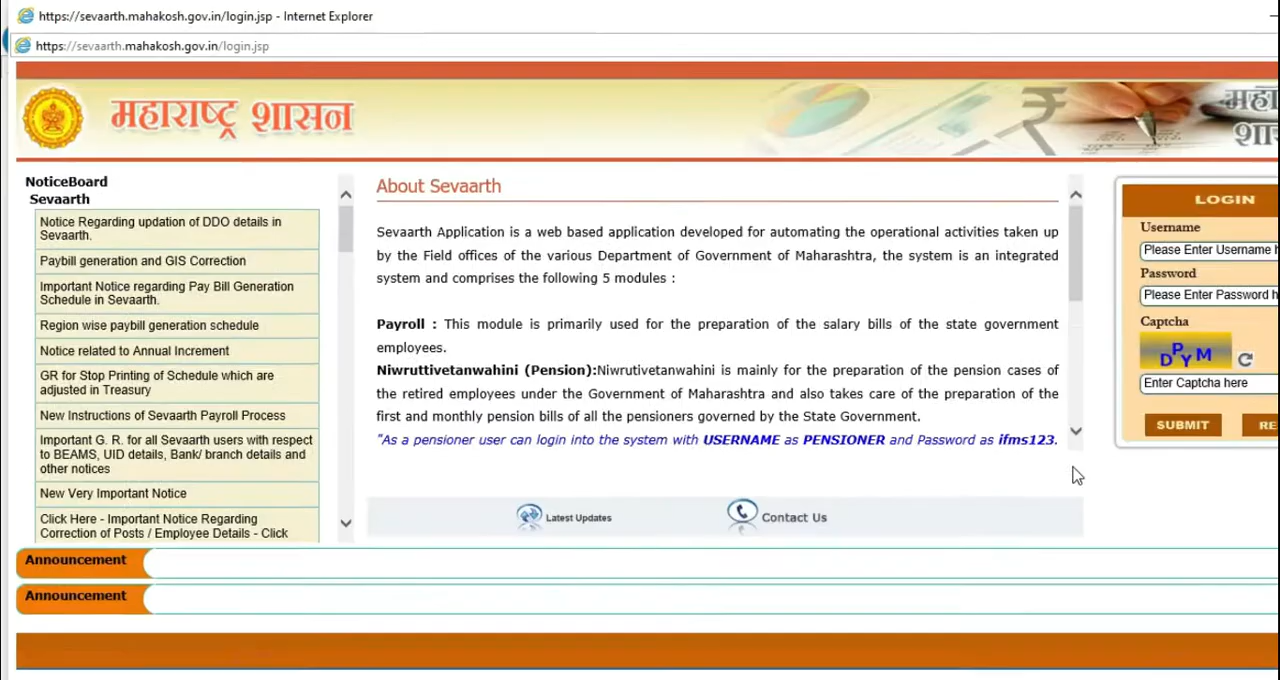 https://sevaarth.mahakosh.gov.in/login.jsp - Internet Explorer
https://sevaarth.mahakosh.gov.in/login.jsp
महाराष्ट्र शासन
NoticeBoard
Sevaarth
Notice Regarding updation of DDO details in
Sevaarth.
Paybill generation and GIS Correction
Important Notice regarding Pay Bill Generation
Schedule in Sevaarth.
Region wise paybill generation schedule
Notice related to Annual Increment
GR for Stop Printing of Schedule which are
adjusted in Treasury
New Instructions of Sevaarth Payroll Process
Important G. R. for all Sevaarth users with respect
to BEAMS, UID details, Bank/ branch details and
other notices
New Very Important Notice
Click Here - Important Notice Regarding
Correction of Posts / Employee Details - Click
About Sevaarth
Sevaarth Application is a web based application developed for automating the operational activities taken up
by the Field offices of the various Department of Government of Maharashtra, the system is an integrated
system and comprises the following 5 modules :
Payroll : This module is primarily used for the preparation of the salary bills of the state government
employees.
Niwruttivetanwahini (Pension):Niwrutivetanwahini is mainly for the preparation of the pension cases of
the retired employees under the Government of Maharashtra and also takes care of the preparation of the
first and monthly pension bills of all the pensioners governed by the State Government.
"As a pensioner user can login into the system with USERNAME as PENSIONER and Password as ifms123.
Latest Updates
Contact Us
LOGIN
Username
Please Enter Username h
Password
Please Enter Password h
Captcha
DPYM
Enter Captcha here
SUBMIT
RE
Announcement
Announcement